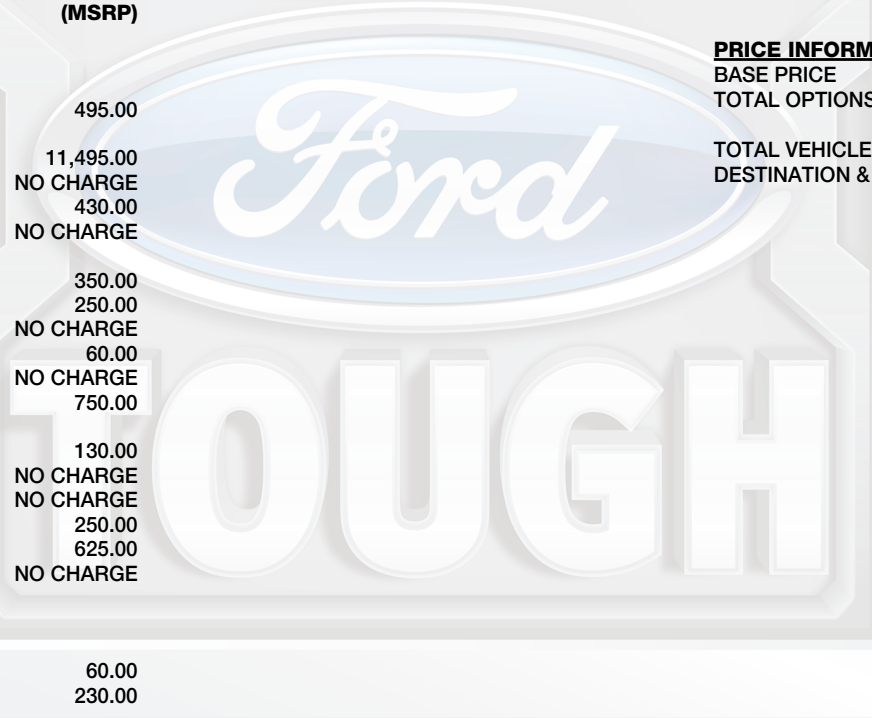 (MSRP)
PRICE INFORM
BASE PRICE
495.00
TOTAL OPTIONS
11,495.00
TOTAL VEHICLE
NO CHARGE
DESTINATION &
430.00
NO CHARGE
350.00
250.00
NO CHARGE
60.00
NO CHARGE
750.00
130.00
NO CHARGE
NO CHARGE
250.00
625.00
NO CHARGE
60.00
230.00
Ford
TOUGH